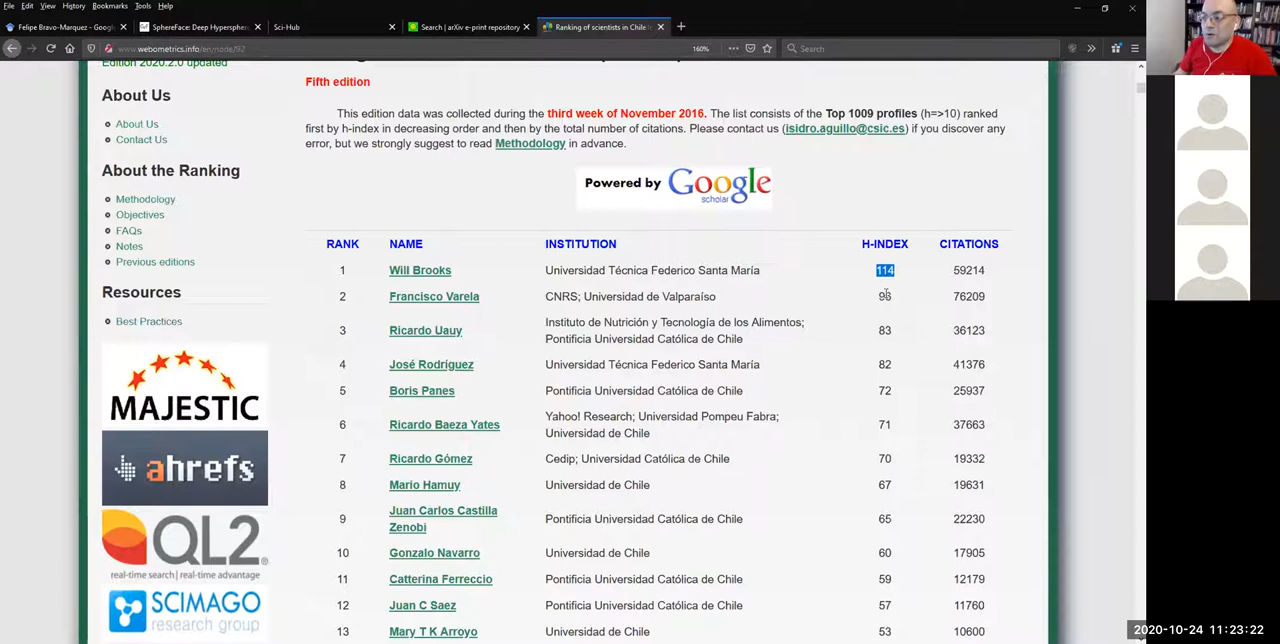 File Edit View History Bookmarks Tools Help
Felipe Bravo-Marquez - Googl
SphereFace: Deep Hyperspher
Sci-Hub
Search | arXiv e-print repository
Ranking of scientists in Chile I
www.webometrics.info/en/node/92
160%
Search
Edition 2020.2.0 updated
About Us
About Us
Contact Us
About the Ranking
Methodology
Objectives
FAQs
Notes
Previous editions
Resources
Best Practices
MAJESTIC
ahrefs
QL2
real-time search | real-time advantage
SCIMAGO
research group
Fifth edition
This edition data was collected during the third week of November 2016. The list consists of the Top 1009 profiles (h=>10) ranked
first by h-index in decreasing order and then by the total number of citations. Please contact us (isidro.aguillo@csic.es) if you discover any
error, but we strongly suggest to read Methodology in advance.
Powered by Google
scholar
RANK NAME INSTITUTION H-INDEX CITATIONS
1 Will Brooks Universidad Técnica Federico Santa María 114 59214
2 Francisco Varela CNRS; Universidad de Valparaíso 76209
3 Ricardo Uauy Instituto de Nutrición y Tecnología de los Alimentos; 83 36123
Pontificia Universidad Católica de Chile
4 José Rodríguez Universidad Técnica Federico Santa María 82 41376
5 Boris Panes Pontificia Universidad Católica de Chile 72 25937
6 Ricardo Baeza Yates Yahoo! Research; Universidad Pompeu Fabra; 71 37663
Universidad de Chile
7 Ricardo Gómez Cedip; Universidad de Chile 70 19332
8 Mario Hamuy Universidad de Chile 67 19631
9 Juan Carlos Castilla Pontificia Universidad Católica de Chile 65 22230
Zenobi
10 Gonzalo Navarro Universidad de Chile 60 17905
11 Catterina Ferreccio Pontificia Universidad Católica de Chile 59 12179
12 Juan C Saez Pontificia Universidad Católica de Chile 57 11760
13 Mary T K Arroyo Universidad de Chile 53 10600
2020-10-24 11:23:22